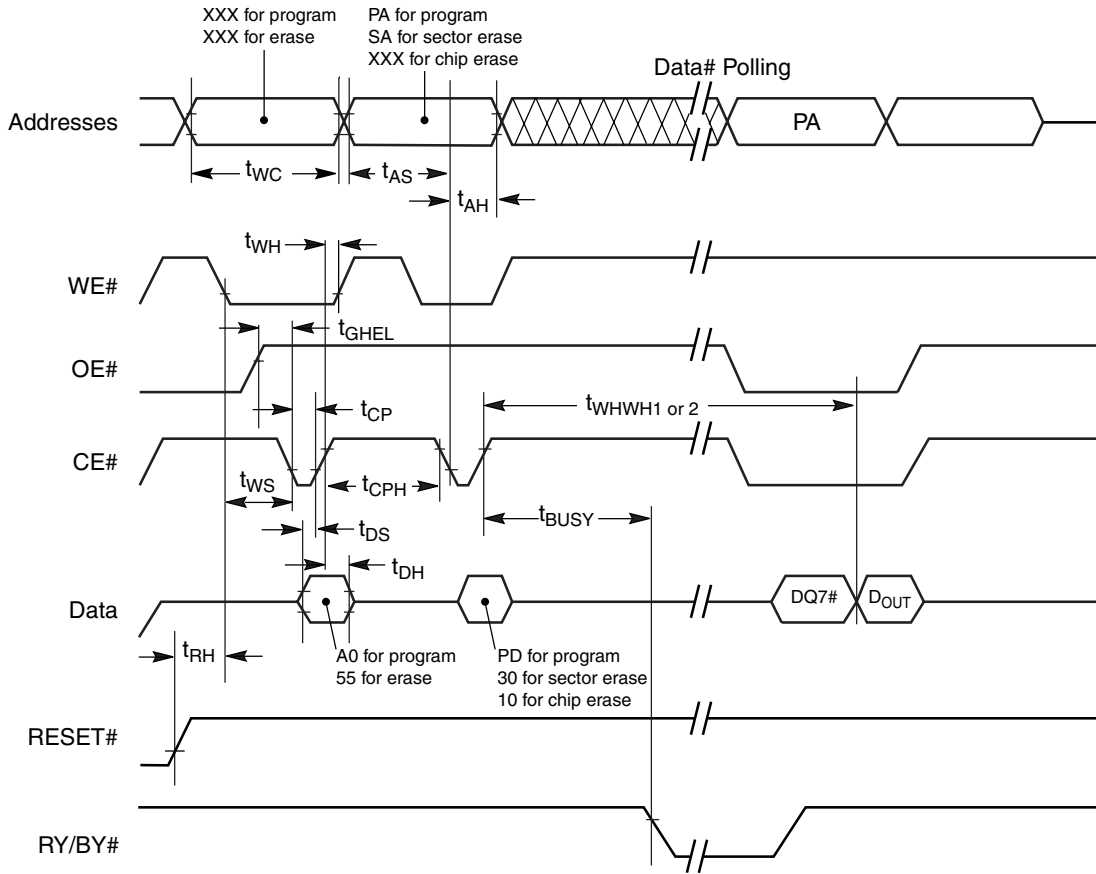 XXX for program
XXX for erase
PA for program
SA for sector erase
XXX for chip erase
Data# Polling
Addresses
PA
tWC
tAS
tAH
tWH
WE#
tGHEL
OE#
tWHWH1 or 2
tCP
CE#
tWS
tCPH
tBUSY
tDS
tDH
Data
DQ7#
DOUT
tRH
A0 for program
55 for erase
PD for program
30 for sector erase
10 for chip erase
RESET#
RY/BY#